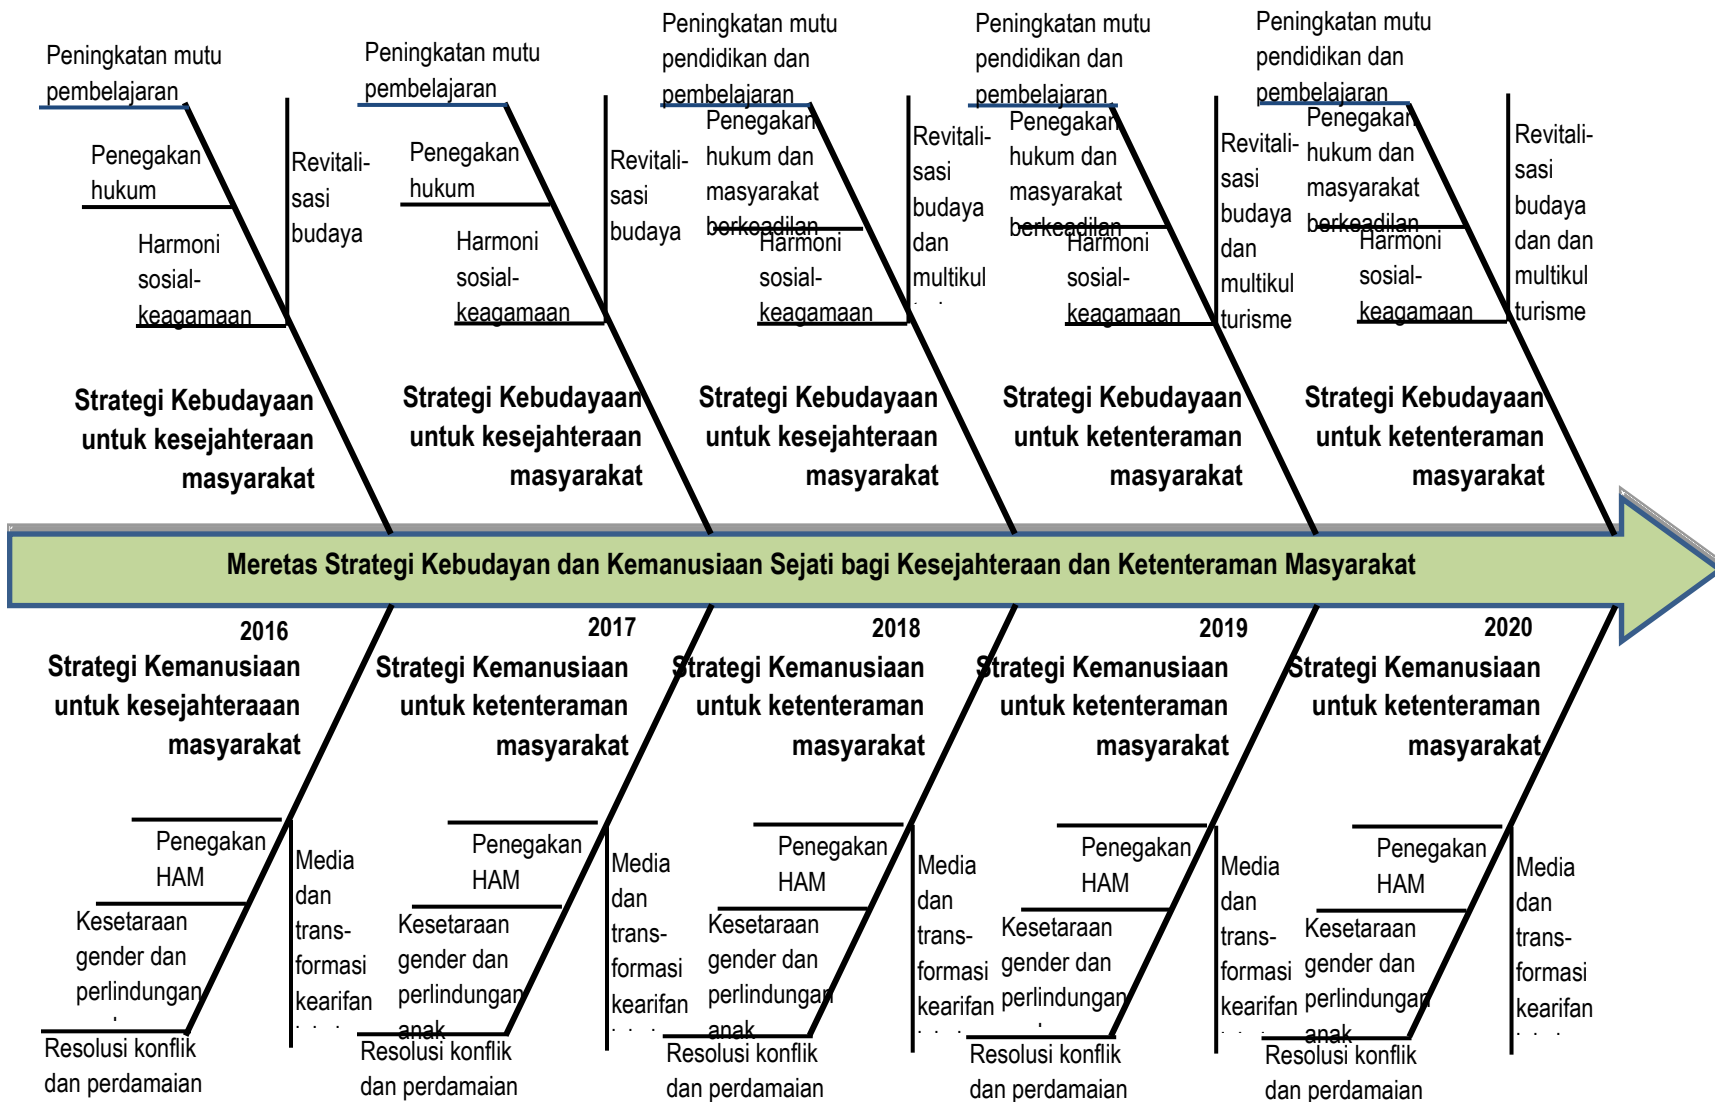 Peningkatan mutu
pembelajaran
Penegakan
hukum
Harmoni
sosial-
keagamaan
Revitali-
sasi
budaya
Strategi Kebudayaan
untuk kesejahteraan
masyarakat
Peningkatan mutu
pembelajaran
Penegakan
hukum
Harmoni
sosial-
keagamaan
Revitali-
sasi
budaya
Strategi Kebudayaan
untuk kesejahteraan
masyarakat
Peningkatan mutu
pendidikan dan
pembelajaran
Penegakan
hukum dan
masyarakat
berkeadilan
Harmoni
sosial-
keagamaan
Revitali-
sasi
budaya
dan
multikul
Strategi Kebudayaan
untuk kesejahteraan
masyarakat
Peningkatan mutu
pendidikan dan
pembelajaran
Penegakan
hukum dan
masyarakat
berkeadilan
Harmoni
sosial-
keagamaan
Revitali-
sasi
budaya
dan
multikul
turisme
Strategi Kebudayaan
untuk ketenteraman
masyarakat
Peningkatan mutu
pendidikan dan
pembelajaran
Penegakan
hukum dan
masyarakat
berkeadilan
Harmoni
sosial-
keagamaan
Revitali-
sasi
budaya
dan dan
multikul
turisme
Strategi Kebudayaan
untuk ketenteraman
masyarakat
Meretas Strategi Kebudayan dan Kemanusiaan Sejati bagi Kesejahteraan dan Ketenteraman Masyarakat
2016
Strategi Kemanusiaan
untuk kesejahteraaan
masyarakat
Penegakan
HAM
Kesetaraan
gender dan
perlindungan
Resolusi konflik
dan perdamaian
Media
dan
trans-
formasi
kearifan
2017
Strategi Kemanusiaan
untuk ketenteraman
masyarakat
Penegakan
HAM
Kesetaraan
gender dan
perlindungan
anak
Resolusi konflik
dan perdamaian
Media
dan
trans-
formasi
kearifan
2018
Strategi Kemanusiaan
untuk ketenteraman
masyarakat
Penegakan
HAM
Kesetaraan
gender dan
perlindungan
anak
Resolusi konflik
dan perdamaian
Media
dan
trans-
formasi
kearifan
2019
Strategi Kemanusiaan
untuk ketenteraman
masyarakat
Penegakan
HAM
Kesetaraan
gender dan
perlindungan
Resolusi konflik
dan perdamaian
Media
dan
trans-
formasi
kearifan
2020
Strategi Kemanusiaan
untuk ketenteraman
masyarakat
Penegakan
HAM
Kesetaraan
gender dan
perlindungan
anak
Resolusi konflik
dan perdamaian
Media
dan
trans-
formasi
kearifan